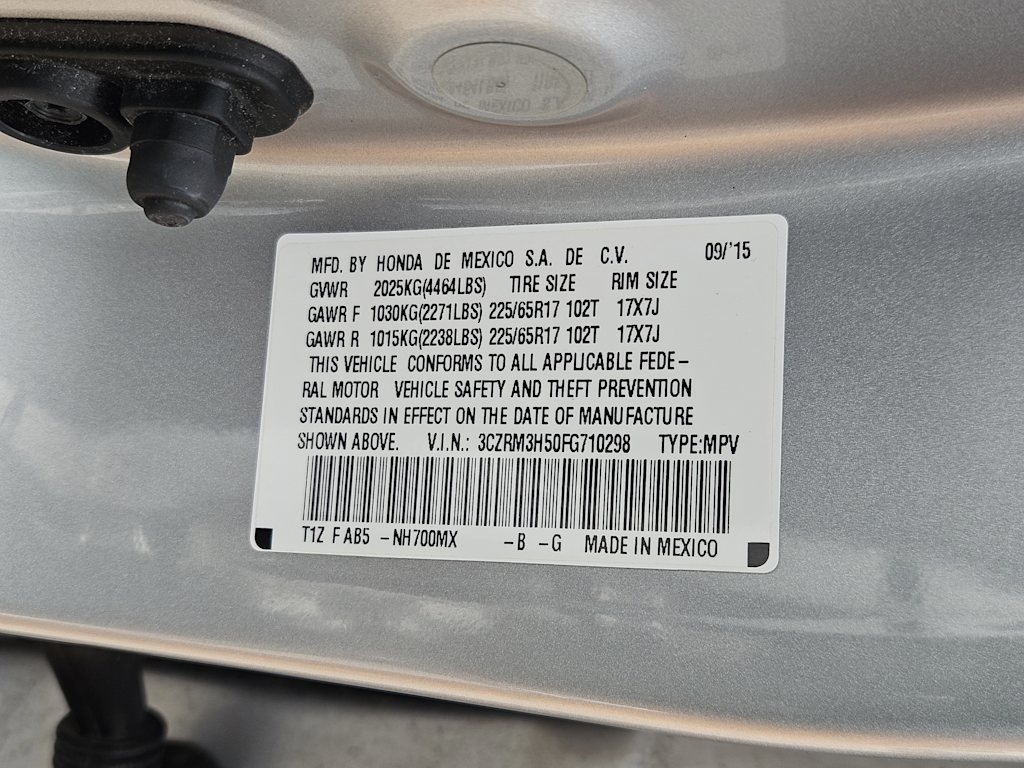 MFD. BY HONDA DE MEXICO S.A. DE C.V. 09/'15
GVWR 2025KG(4464LBS) TIRE SIZE RIM SIZE
GAWR F 1030KG(2271LBS) 225/65R17 102T 17X7J
GAWR R 1015KG(2238LBS) 225/65R17 102T 17X7J
THIS VEHICLE CONFORMS TO ALL APPLICABLE FEDE–
RAL MOTOR VEHICLE SAFETY AND THEFT PREVENTION
STANDARDS IN EFFECT ON THE DATE OF MANUFACTURE
SHOWN ABOVE. V.I.N.: 3CZRM3H50FG710298 TYPE:MPV
T1Z F AB5 –NH700MX –B –G MADE IN MEXICO